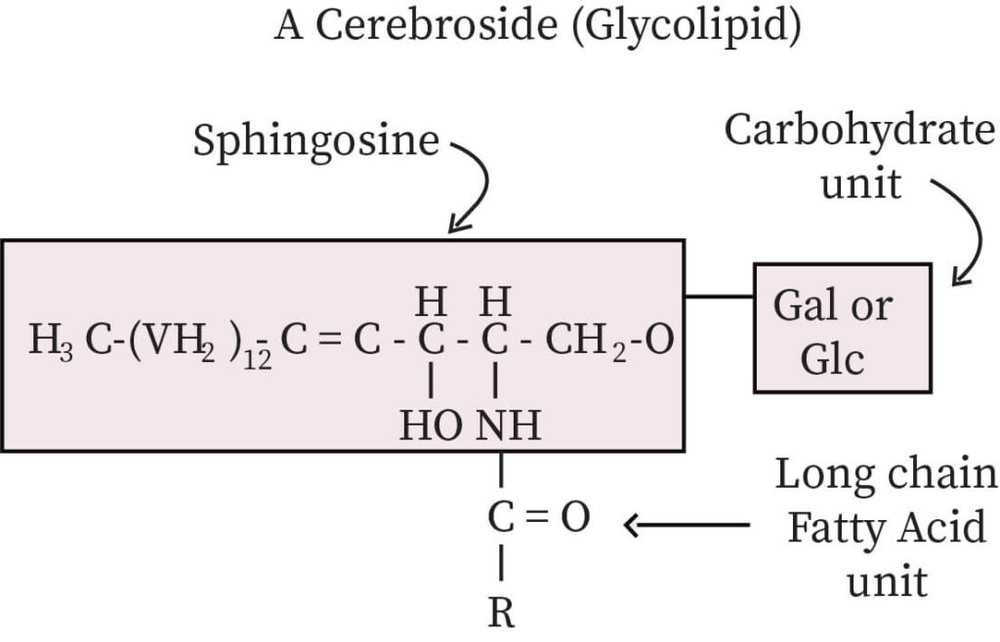 A Cerebroside (Glycolipid)
Sphingosine
Carbohydrate
unit
H H
H₃ C-(VH₂ )₁₂- C = C - C - C - CH₂-O
HO NH
Gal or
Glc
C = O
R
Long chain
Fatty Acid
unit